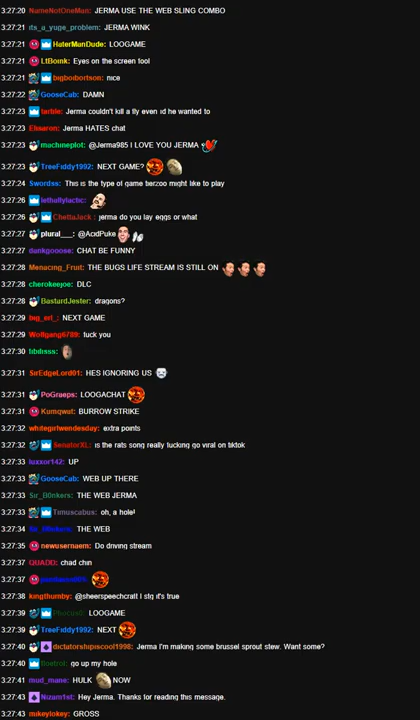 3:27:20 NameNotOneMan: JERMA USE THE WEB SLING COMBO
3:27:21 its_a_yuge_problem: JERMA WINK
3:27:21 HaterManDude: LOOGAME
3:27:21 LtBoink: Eyes on the screen fool
3:27:21 bigboibortson: nice
3:27:22 GooseCab: DAMN
3:27:23 Jerma couldn't kill a fly even id he wanted to
3:27:23 Elisaron: Jerma HATES chat
3:27:23 machineplot: @Jerma985 I LOVE YOU JERMA
3:27:23 TreeFiddy1992: NEXT GAME?
3:27:24 Swordss: This is the type of game tierzoo might like to play
3:27:26 lethallylactic:
3:27:26 ChettaJack: jerma do you lay eggs or what
3:27:27 plural___: @AcidPuke
3:27:27 dankgooose: CHAT BE FUNNY
3:27:28 Menacing_Fruit: THE BUGS LIFE STREAM IS STILL ON
3:27:28 cherokeejoe: DLC
3:27:28 BastardJester: dragons?
3:27:29 big_srl_: NEXT GAME
3:27:29 Wolfgang6789: fuck you
3:27:30
3:27:31 SirEdgeLord01: HES IGNORING US
3:27:31 PoGraeps: LOOGACHAT
3:27:31 Kumqwat: BURROW STRIKE
3:27:32 whitegirlwendesday: extra points
3:27:32 SenatorXL: is the rats song really fucking go viral on tiktok
3:27:33 luxxor142: UP
3:27:33 GooseCab: WEB UP THERE
3:27:33 Sir_B0nkers: THE WEB JERMA
3:27:33 Timuscabus: oh, a hole!
3:27:34 Sir_B0nkers: THE WEB
3:27:35 newusernaem: Do driving stream
3:27:37 QUADD: chad chin
3:27:37
3:27:38 kingthumby: @sheerspeechcraft I stg it's true
3:27:39 LOOGAME
3:27:39 TreeFiddy1992: NEXT
3:27:40 dictatorshipiscool1998: Jerma I'm making some brussel sprout stew. Want some?
3:27:40 go up my hole
3:27:41 mud_mane: HULK NOW
3:27:43 Nizam1st: Hey Jerma. Thanks for reading this message.
3:27:43 mikeylokey: GROSS